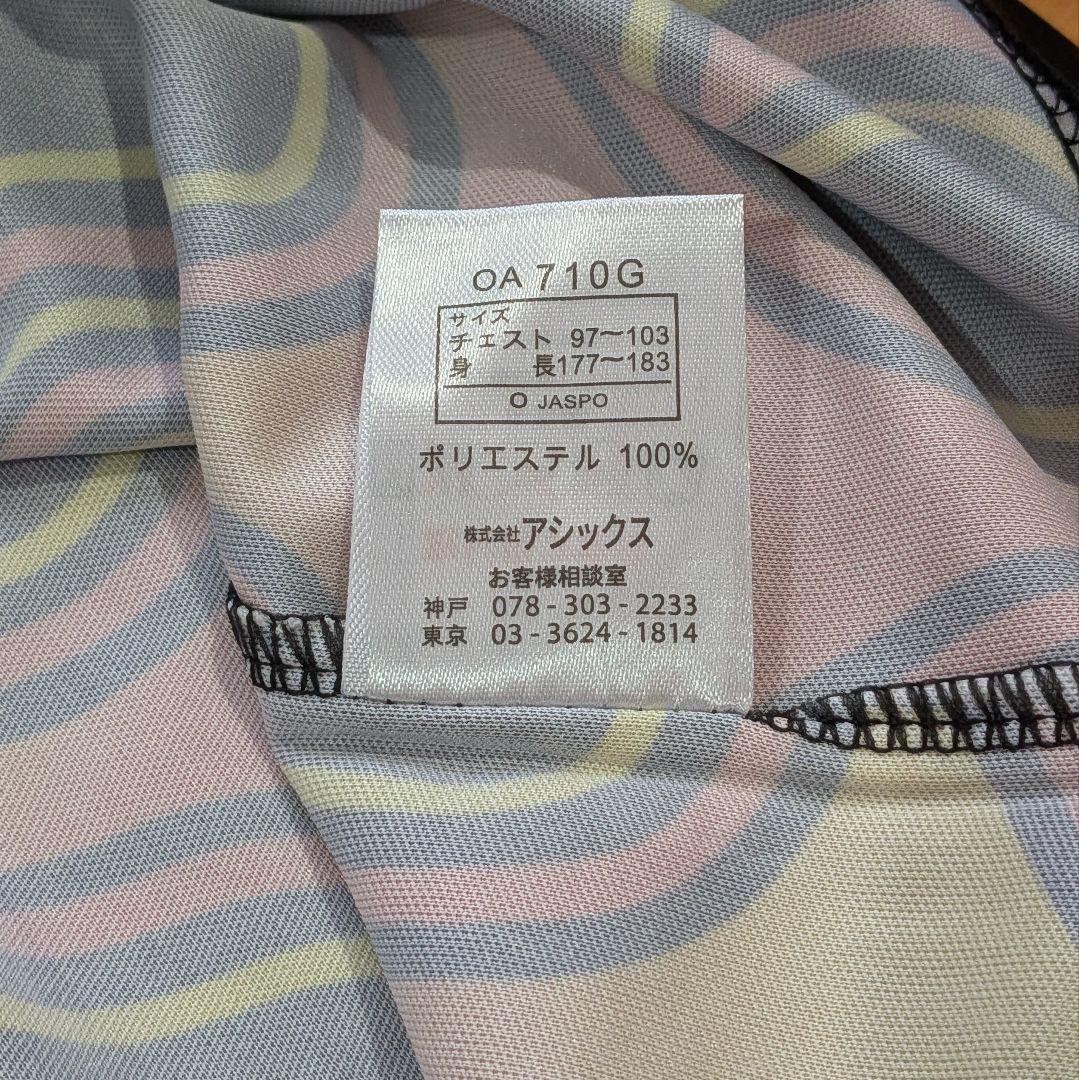 OA 710G
サイズ
チェスト 97〜103
身 長177〜183
O JASPO
ポリエステル 100%
株式会社アシックス
お客様相談室
神戸 078-303-2233
東京 03-3624-1814